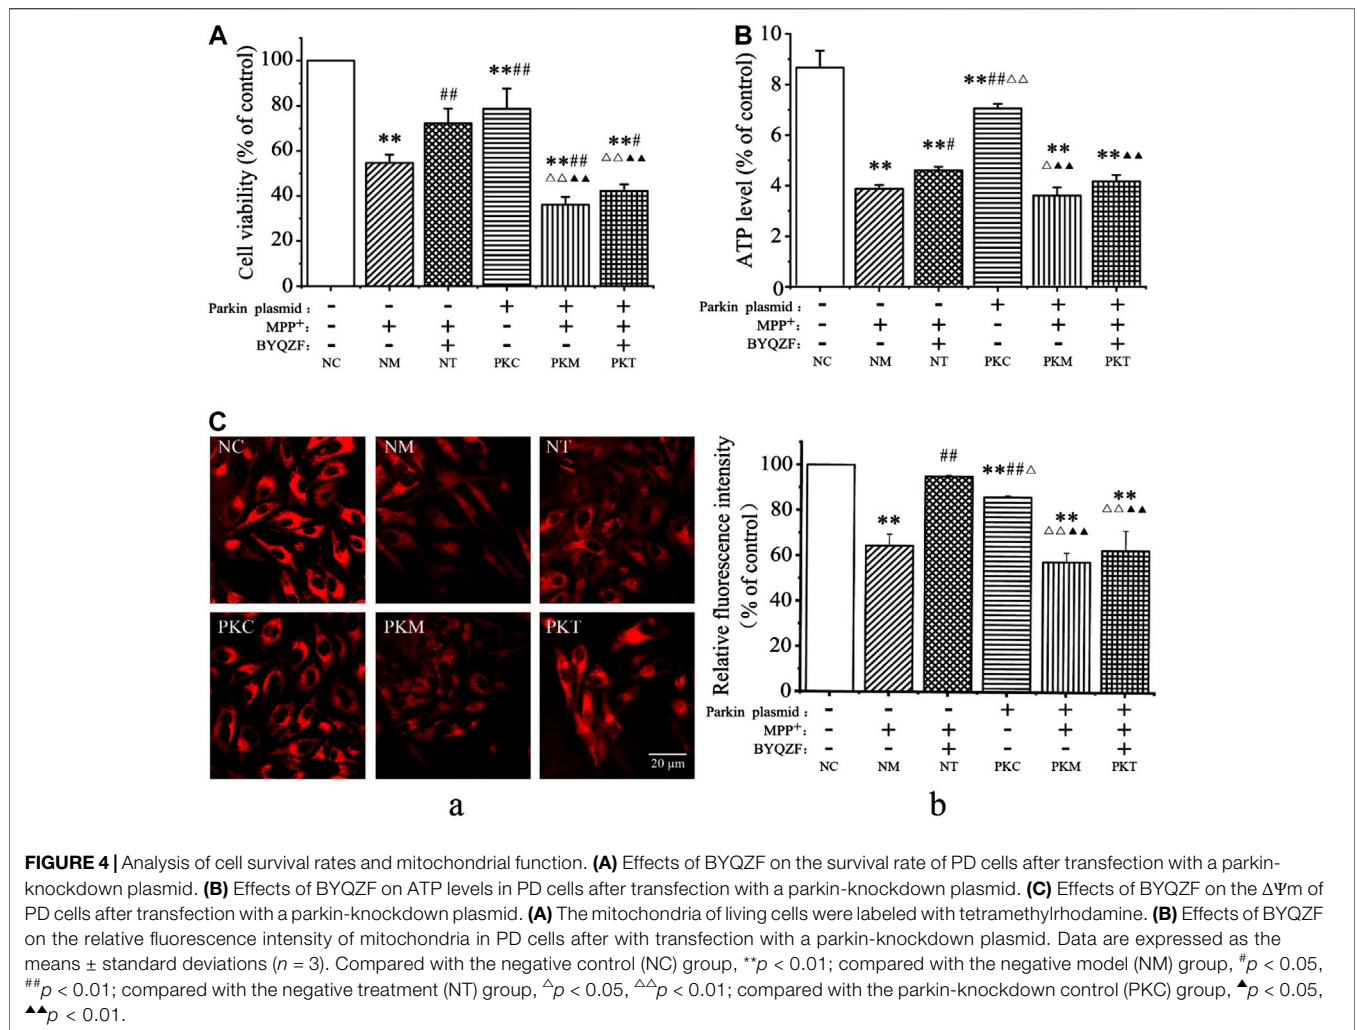 A
Cell viability (% of control)
100
80
60
40
20
0
**
##
**##
**##
△△▲▲
**#
△△▲▲
Parkin plasmid : - - - + + +
MPP+: - + + - + +
BYQZF: - - + - - +
NC NM NT PKC PKM PKT
B
ATP level (% of control)
10
8
6
4
2
0
**
**#
**##△△
**
△▲▲
**▲▲
Parkin plasmid : - - - + + +
MPP+: - + + - + +
BYQZF: - - + - - +
NC NM NT PKC PKM PKT
C
NC
NM
NT
PKC
PKM
PKT
20 μm
a
Relative fluorescence intensity
(% of control)
100
80
60
40
20
0
**
##
**##△
**
△△▲▲
**
△△▲▲
Parkin plasmid : - - - + + +
MPP+: - + + - + +
BYQZF: - - + - - +
NC NM NT PKC PKM PKT
b
FIGURE 4 | Analysis of cell survival rates and mitochondrial function. (A) Effects of BYQZF on the survival rate of PD cells after transfection with a parkin-
knockdown plasmid. (B) Effects of BYQZF on ATP levels in PD cells after transfection with a parkin-knockdown plasmid. (C) Effects of BYQZF on the ΔΨm of
PD cells after transfection with a parkin-knockdown plasmid. (A) The mitochondria of living cells were labeled with tetramethylrhodamine. (B) Effects of BYQZF
on the relative fluorescence intensity of mitochondria in PD cells after with transfection with a parkin-knockdown plasmid. Data are expressed as the
means ± standard deviations (n = 3). Compared with the negative control (NC) group, **p < 0.01; compared with the negative model (NM) group, #p < 0.05,
##p < 0.01; compared with the negative treatment (NT) group, △p < 0.05, △△p < 0.01; compared with the parkin-knockdown control (PKC) group, ▲p < 0.05,
▲▲p < 0.01.